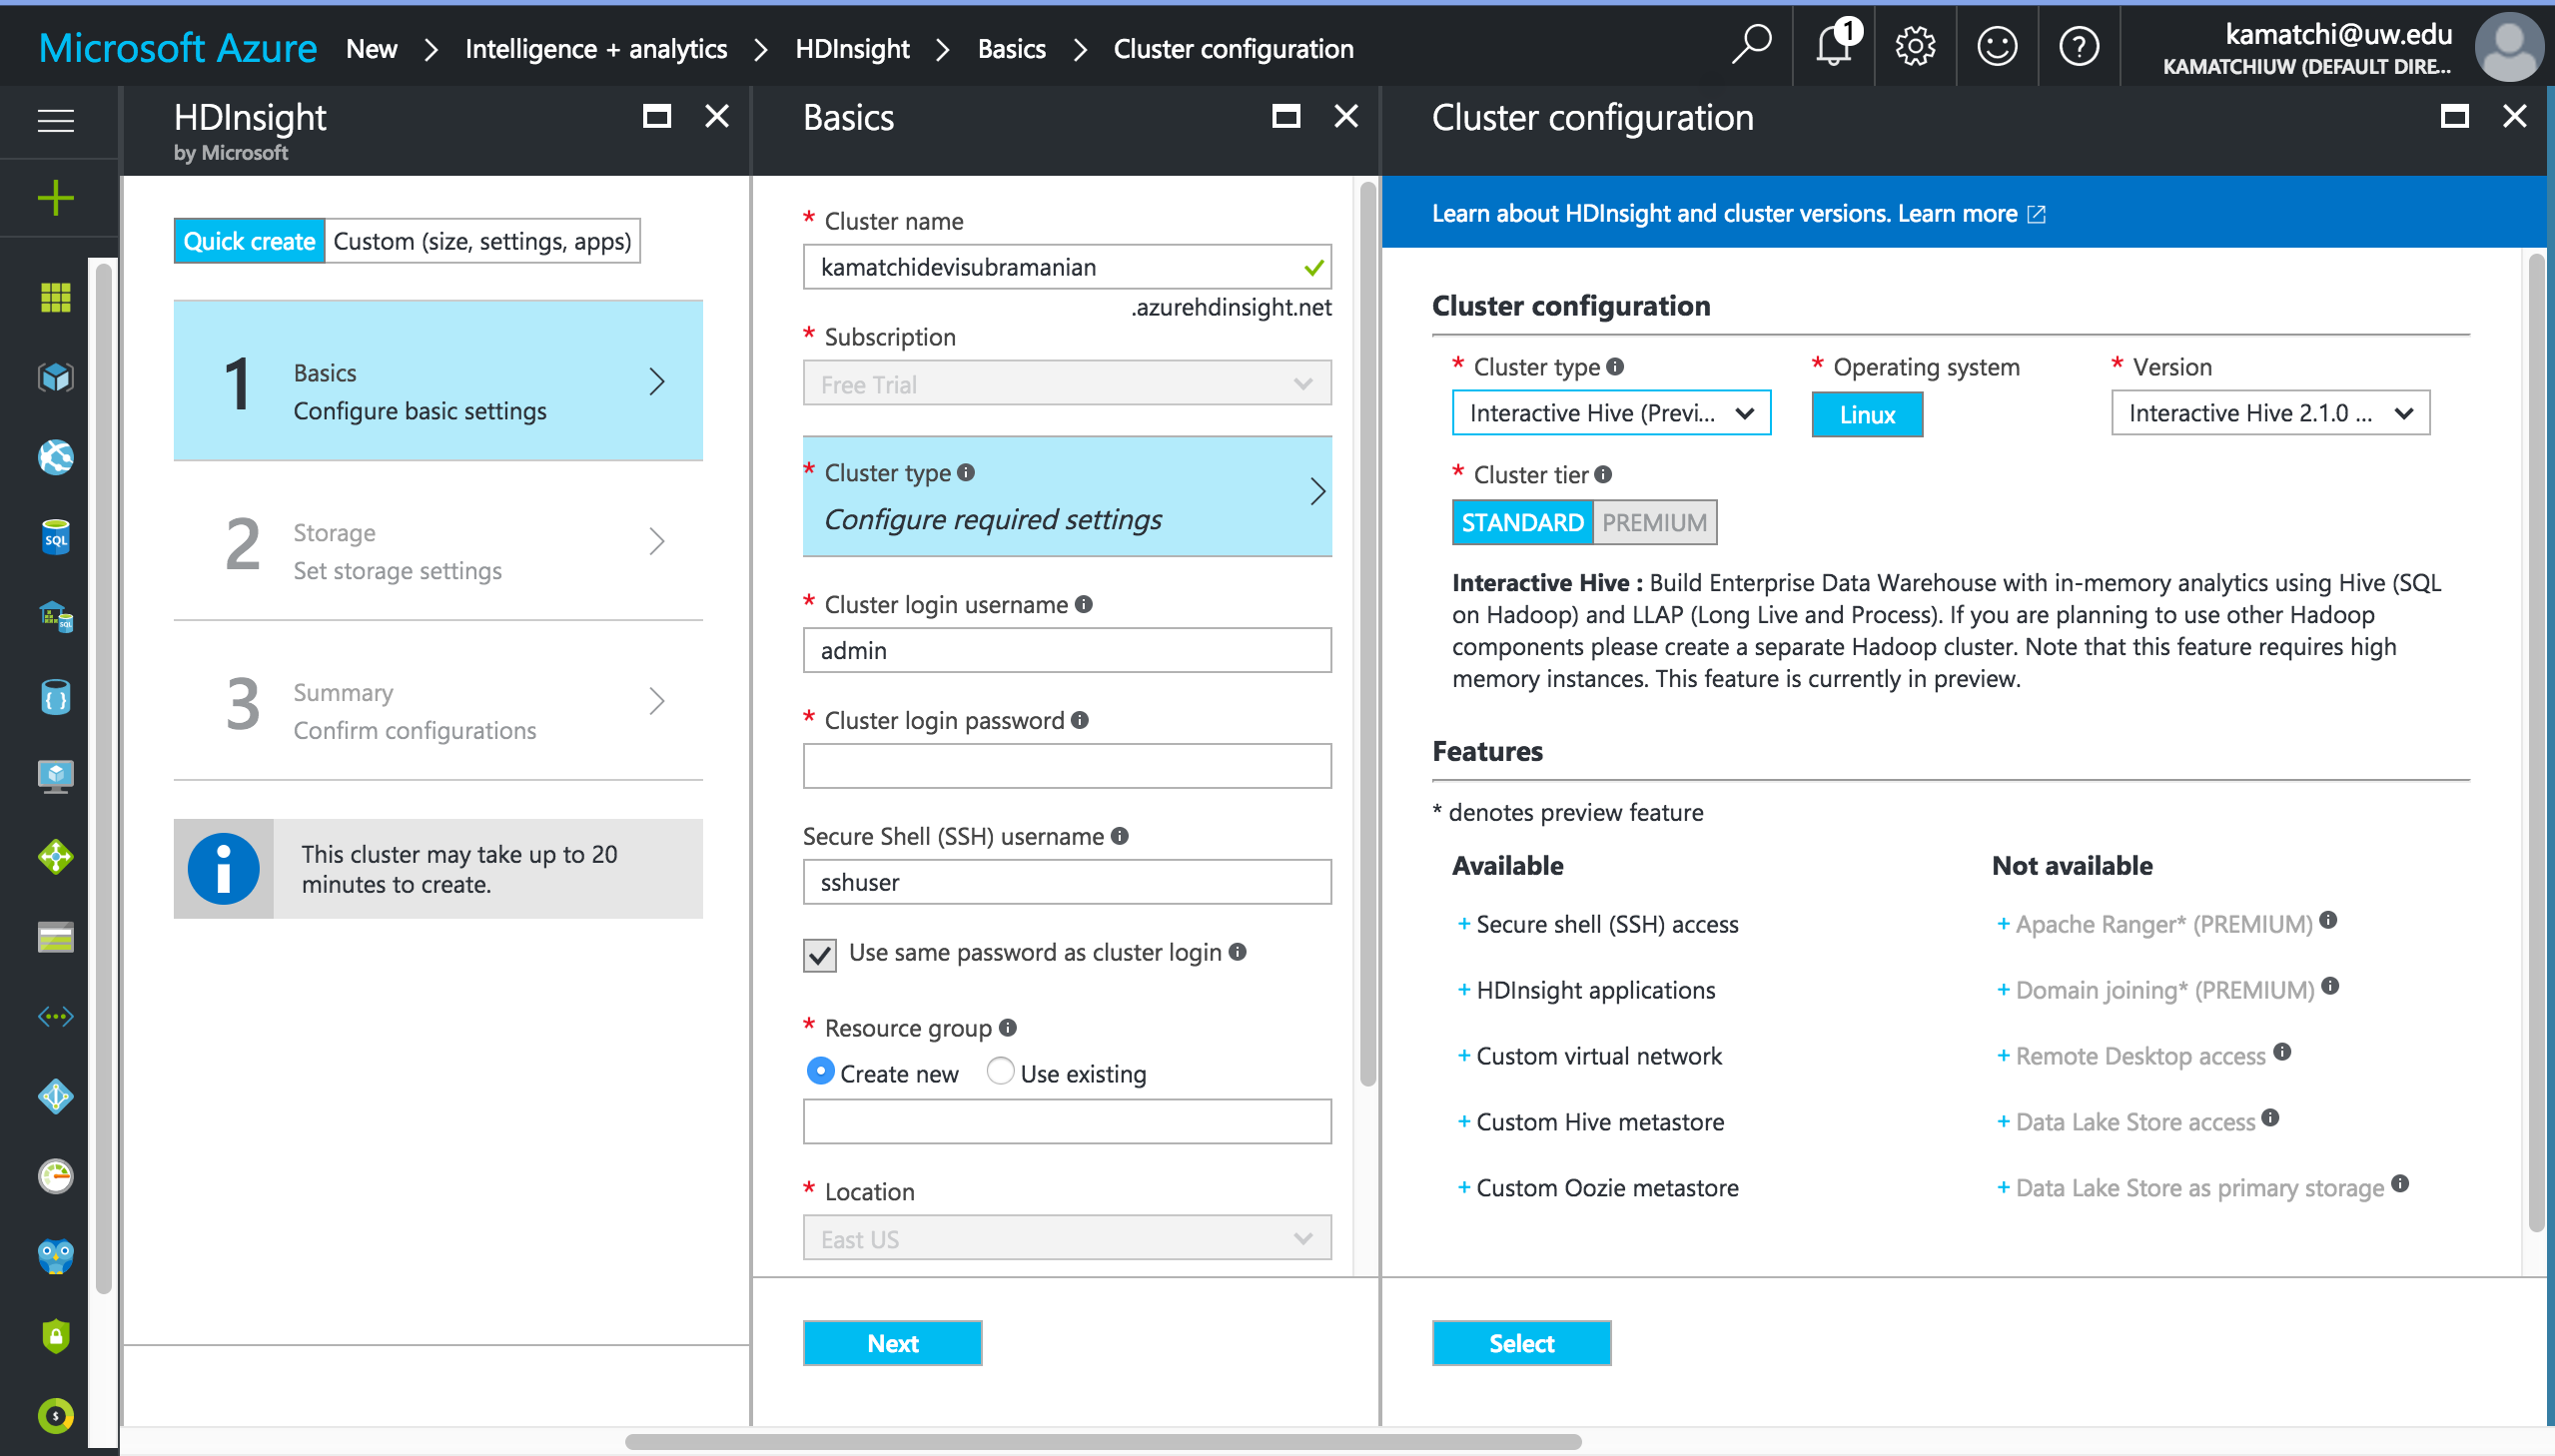 Microsoft Azure New > Intelligence + analytics > HDInsight > Basics > Cluster configuration
1
kamatchi@uw.edu
KAMATCHIUW (DEFAULT DIRE...
HDInsight
by Microsoft
Quick create Custom (size, settings, apps)
1
Basics
Configure basic settings
2
Storage
Set storage settings
3
Summary
Confirm configurations
This cluster may take up to 20
minutes to create.
Basics
* Cluster name
kamatchidevisubramanian
.azurehdinsight.net
* Subscription
Free Trial
* Cluster type
Configure required settings
* Cluster login username
admin
* Cluster login password
Secure Shell (SSH) username
sshuser
Use same password as cluster login
* Resource group
Create new Use existing
* Location
East US
Next
Cluster configuration
Learn about HDInsight and cluster versions. Learn more
Cluster configuration
* Cluster type * Operating system * Version
Interactive Hive (Previ... Linux Interactive Hive 2.1.0 ...
* Cluster tier
STANDARD PREMIUM
Interactive Hive : Build Enterprise Data Warehouse with in-memory analytics using Hive (SQL
on Hadoop) and LLAP (Long Live and Process). If you are planning to use other Hadoop
components please create a separate Hadoop cluster. Note that this feature requires high
memory instances. This feature is currently in preview.
Features
* denotes preview feature
Available
+ Secure shell (SSH) access
+ HDInsight applications
+ Custom virtual network
+ Custom Hive metastore
+ Custom Oozie metastore
Not available
+ Apache Ranger* (PREMIUM)
+ Domain joining* (PREMIUM)
+ Remote Desktop access
+ Data Lake Store access
+ Data Lake Store as primary storage
Select
SQL
SQL